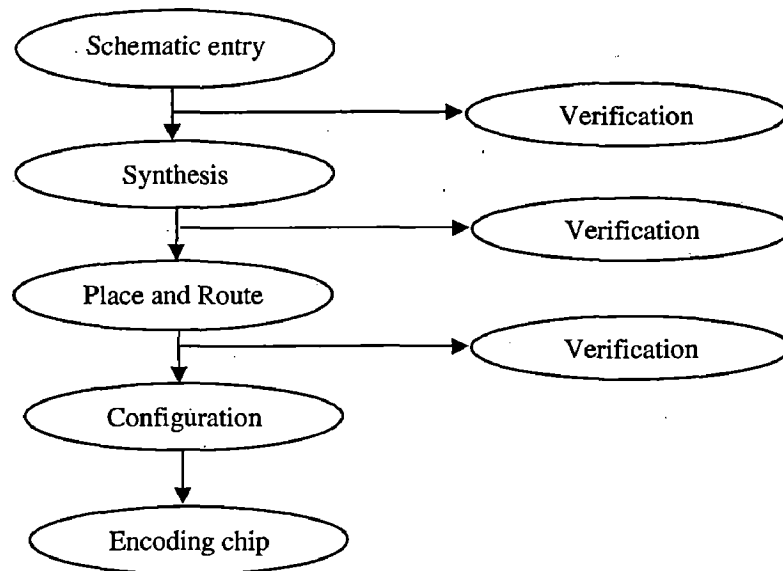 Schematic entry
Verification
Synthesis
Verification
Place and Route
Verification
Configuration
Encoding chip